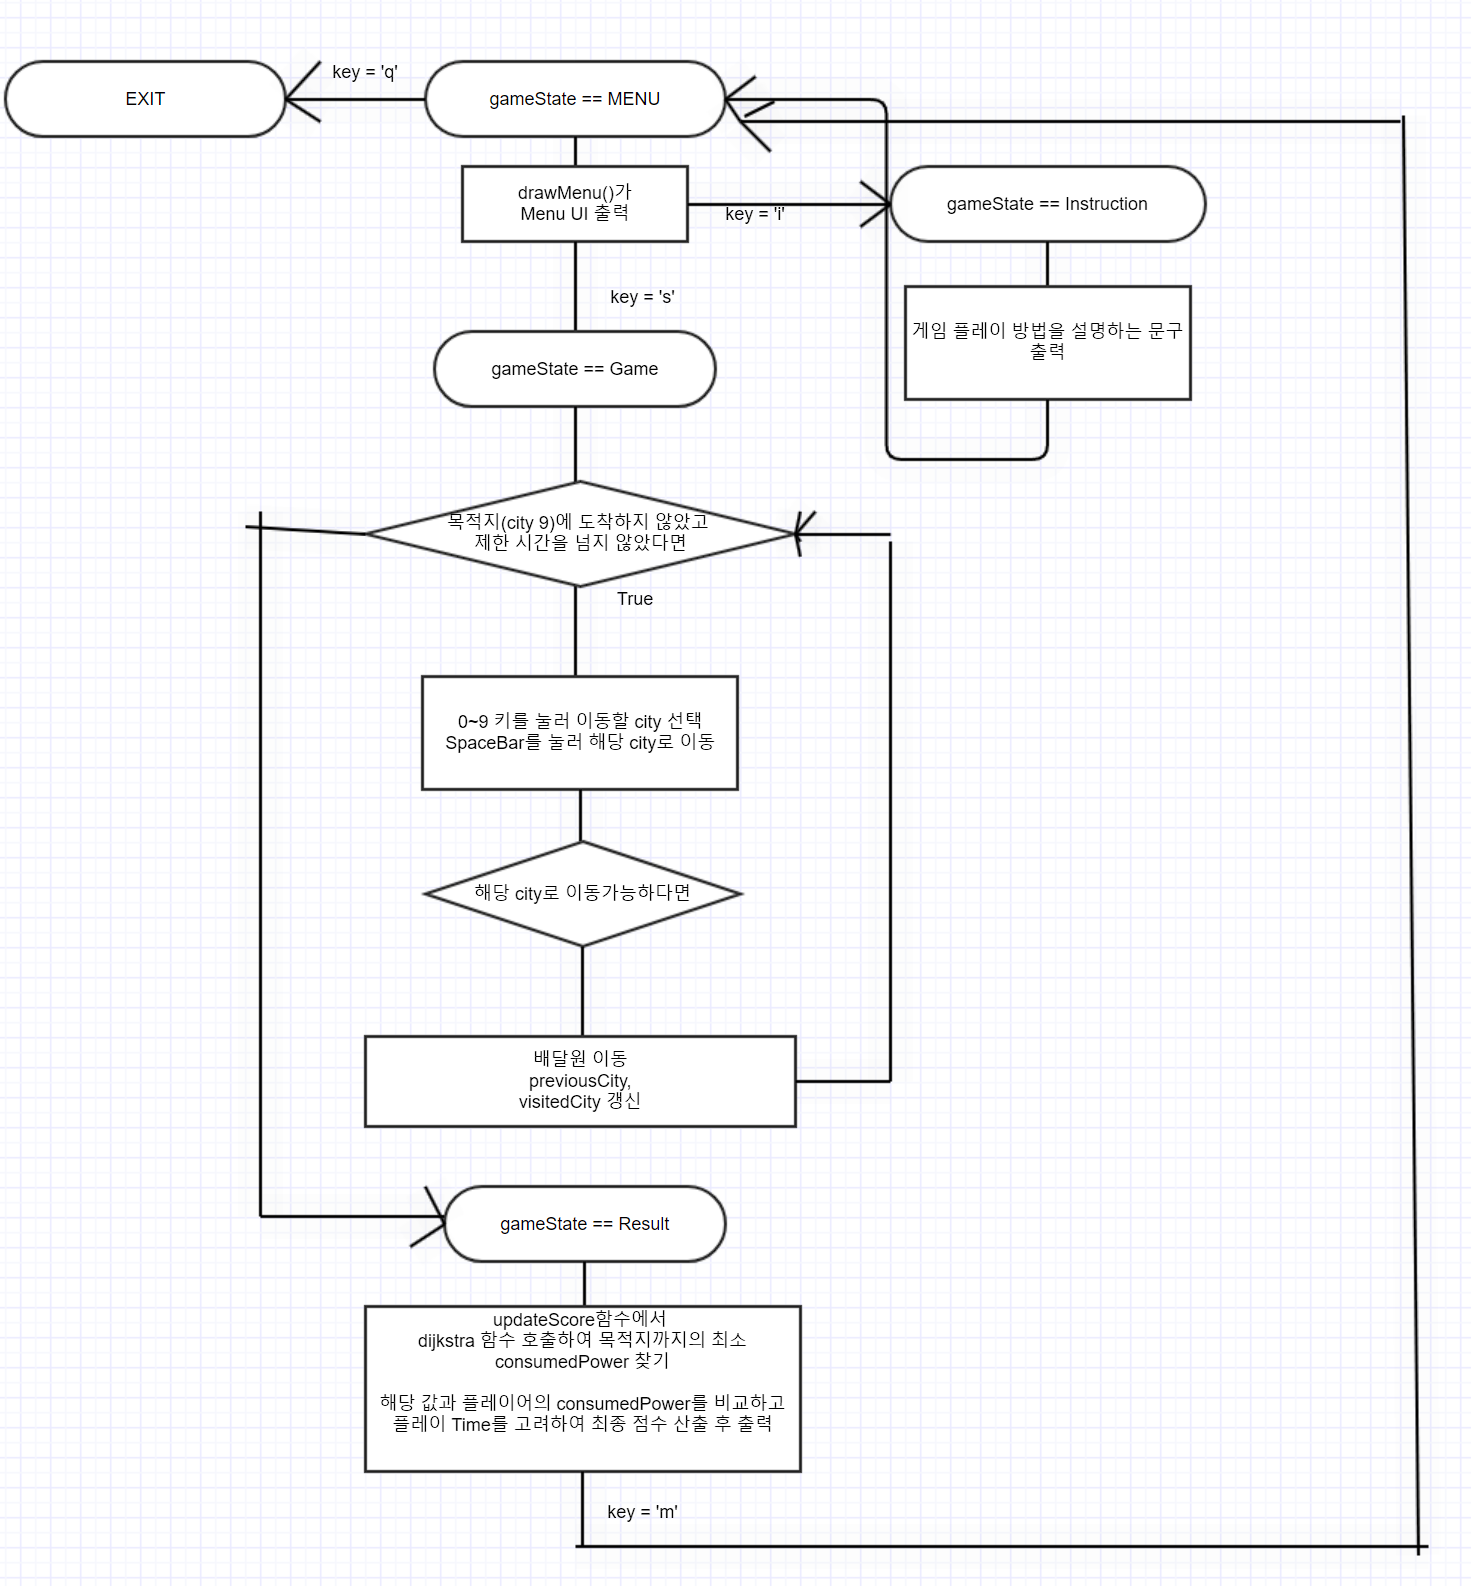 key = 'q'
EXIT
gameState == MENU
drawMenu()가
Menu UI 출력
key = 'i'
gameState == Instruction
key = 's'
게임 플레이 방법을 설명하는 문구
출력
gameState == Game
목적지(city 9)에 도착하지 않았고
제한 시간을 넘지 않았다면
True
0~9 키를 눌러 이동할 city 선택
SpaceBar를 눌러 해당 city로 이동
해당 city로 이동가능하다면
배달원 이동
previousCity,
visitedCity 갱신
gameState == Result
updateScore함수에서
dijkstra 함수 호출하여 목적지까지의 최소
consumedPower 찾기
해당 값과 플레이어의 consumedPower를 비교하고
플레이 Time를 고려하여 최종 점수 산출 후 출력
key = 'm'